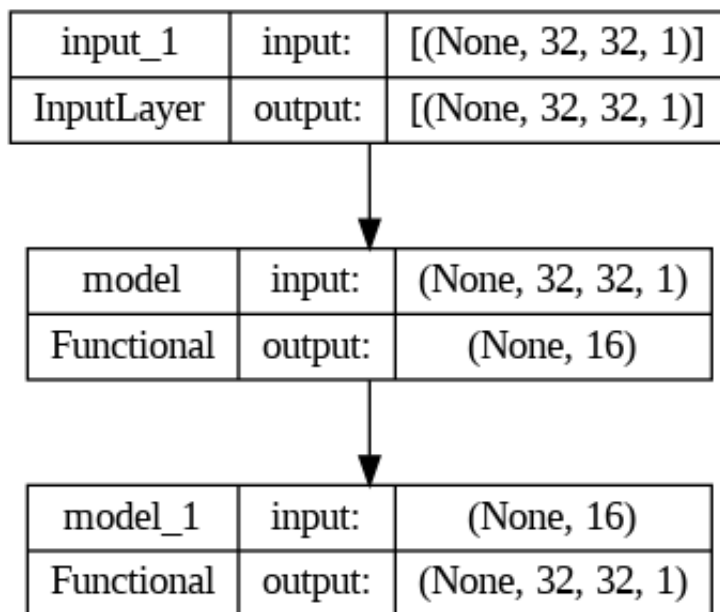 input_1 input: [(None, 32, 32, 1)]
InputLayer output: [(None, 32, 32, 1)]
model input: (None, 32, 32, 1)
Functional output: (None, 16)
model_1 input: (None, 16)
Functional output: (None, 32, 32, 1)